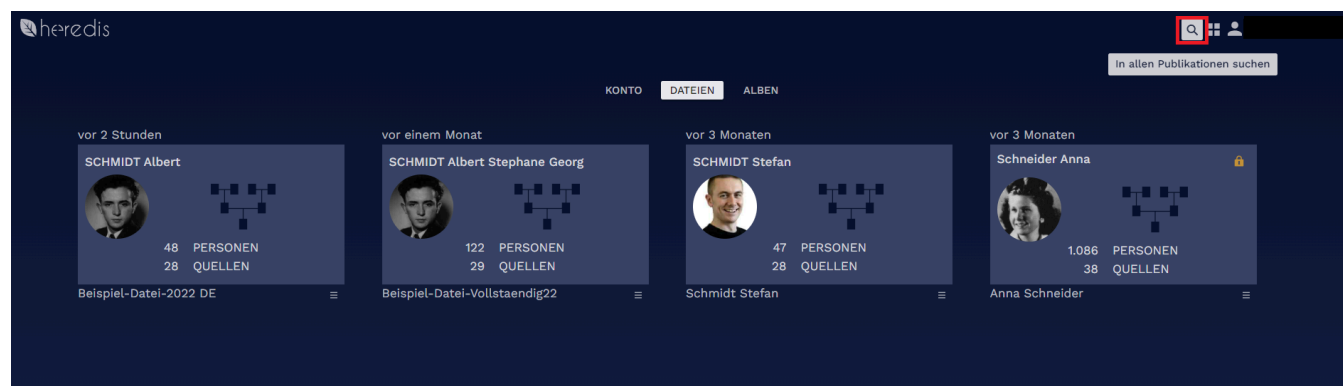 heredis
In allen Publikationen suchen
KONTO DATEIEN ALBEN
vor 2 Stunden
SCHMIDT Albert
48 PERSONEN
28 QUELLEN
Beispiel-Datei-2022 DE
vor einem Monat
SCHMIDT Albert Stephane Georg
122 PERSONEN
29 QUELLEN
Beispiel-Datei-Vollstaendig22
vor 3 Monaten
SCHMIDT Stefan
47 PERSONEN
28 QUELLEN
Schmidt Stefan
vor 3 Monaten
Schneider Anna
1.086 PERSONEN
38 QUELLEN
Anna Schneider